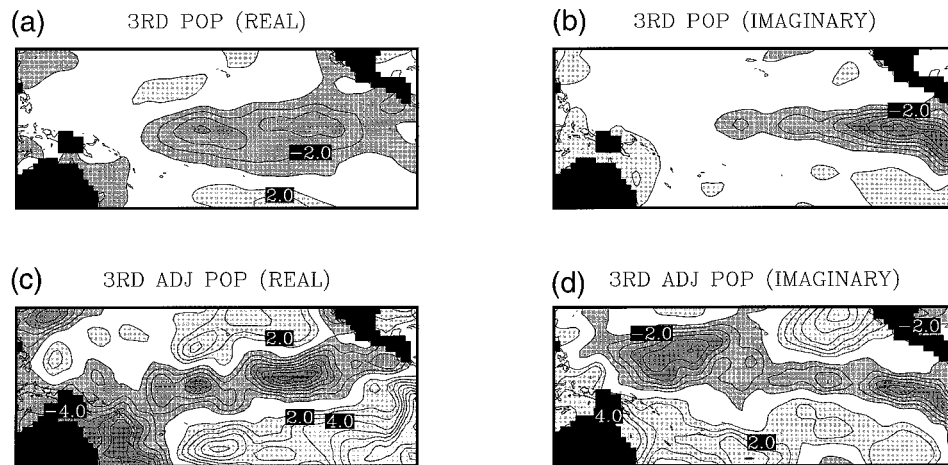 (a) 3RD POP (REAL)
(b) 3RD POP (IMAGINARY)
-2.0
2.0
-2.0
(c) 3RD ADJ POP (REAL)
(d) 3RD ADJ POP (IMAGINARY)
2.0
-4.0
2.0
-4.0
-2.0
-2.0
4.0
2.0